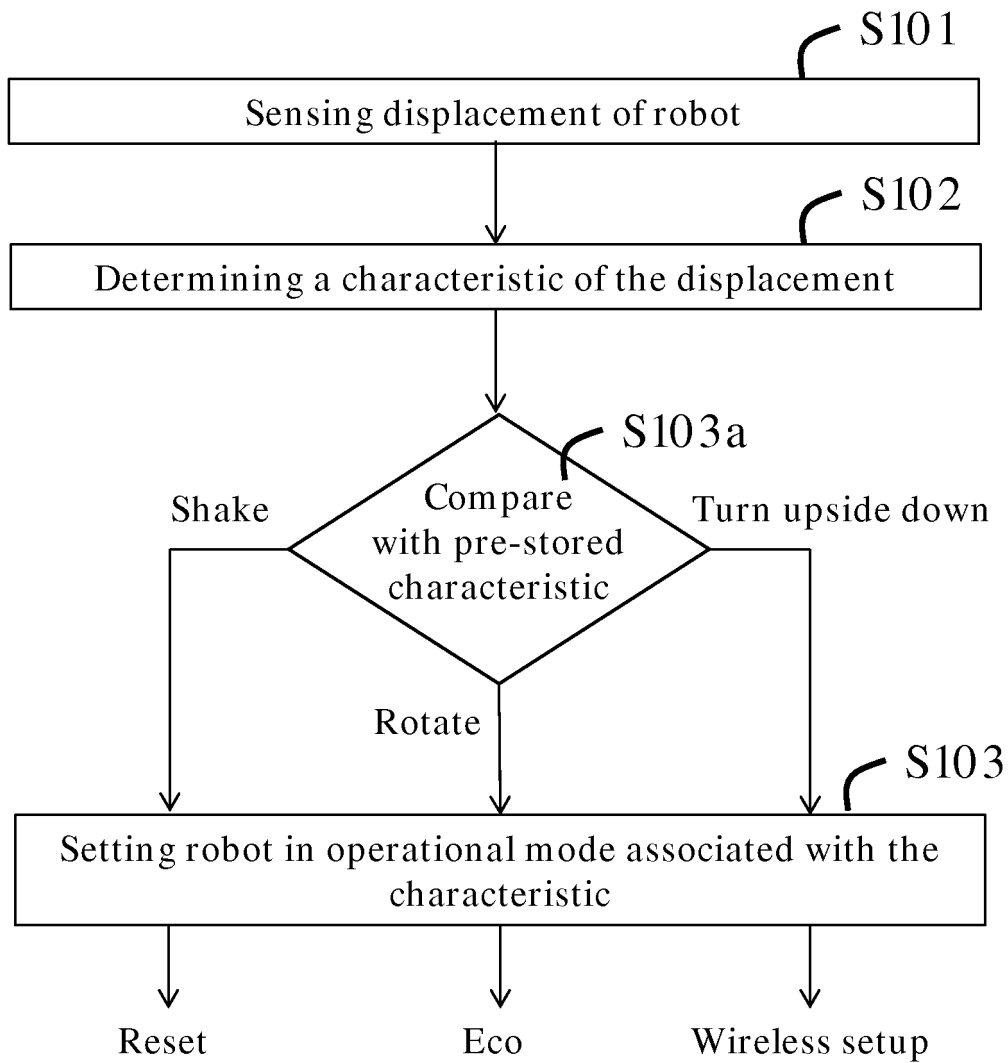 S101
Sensing displacement of robot
S102
Determining a characteristic of the displacement
S103a
Compare
with pre-stored
characteristic
Shake
Turn upside down
Rotate
S103
Setting robot in operational mode associated with the
characteristic
Reset
Eco
Wireless setup